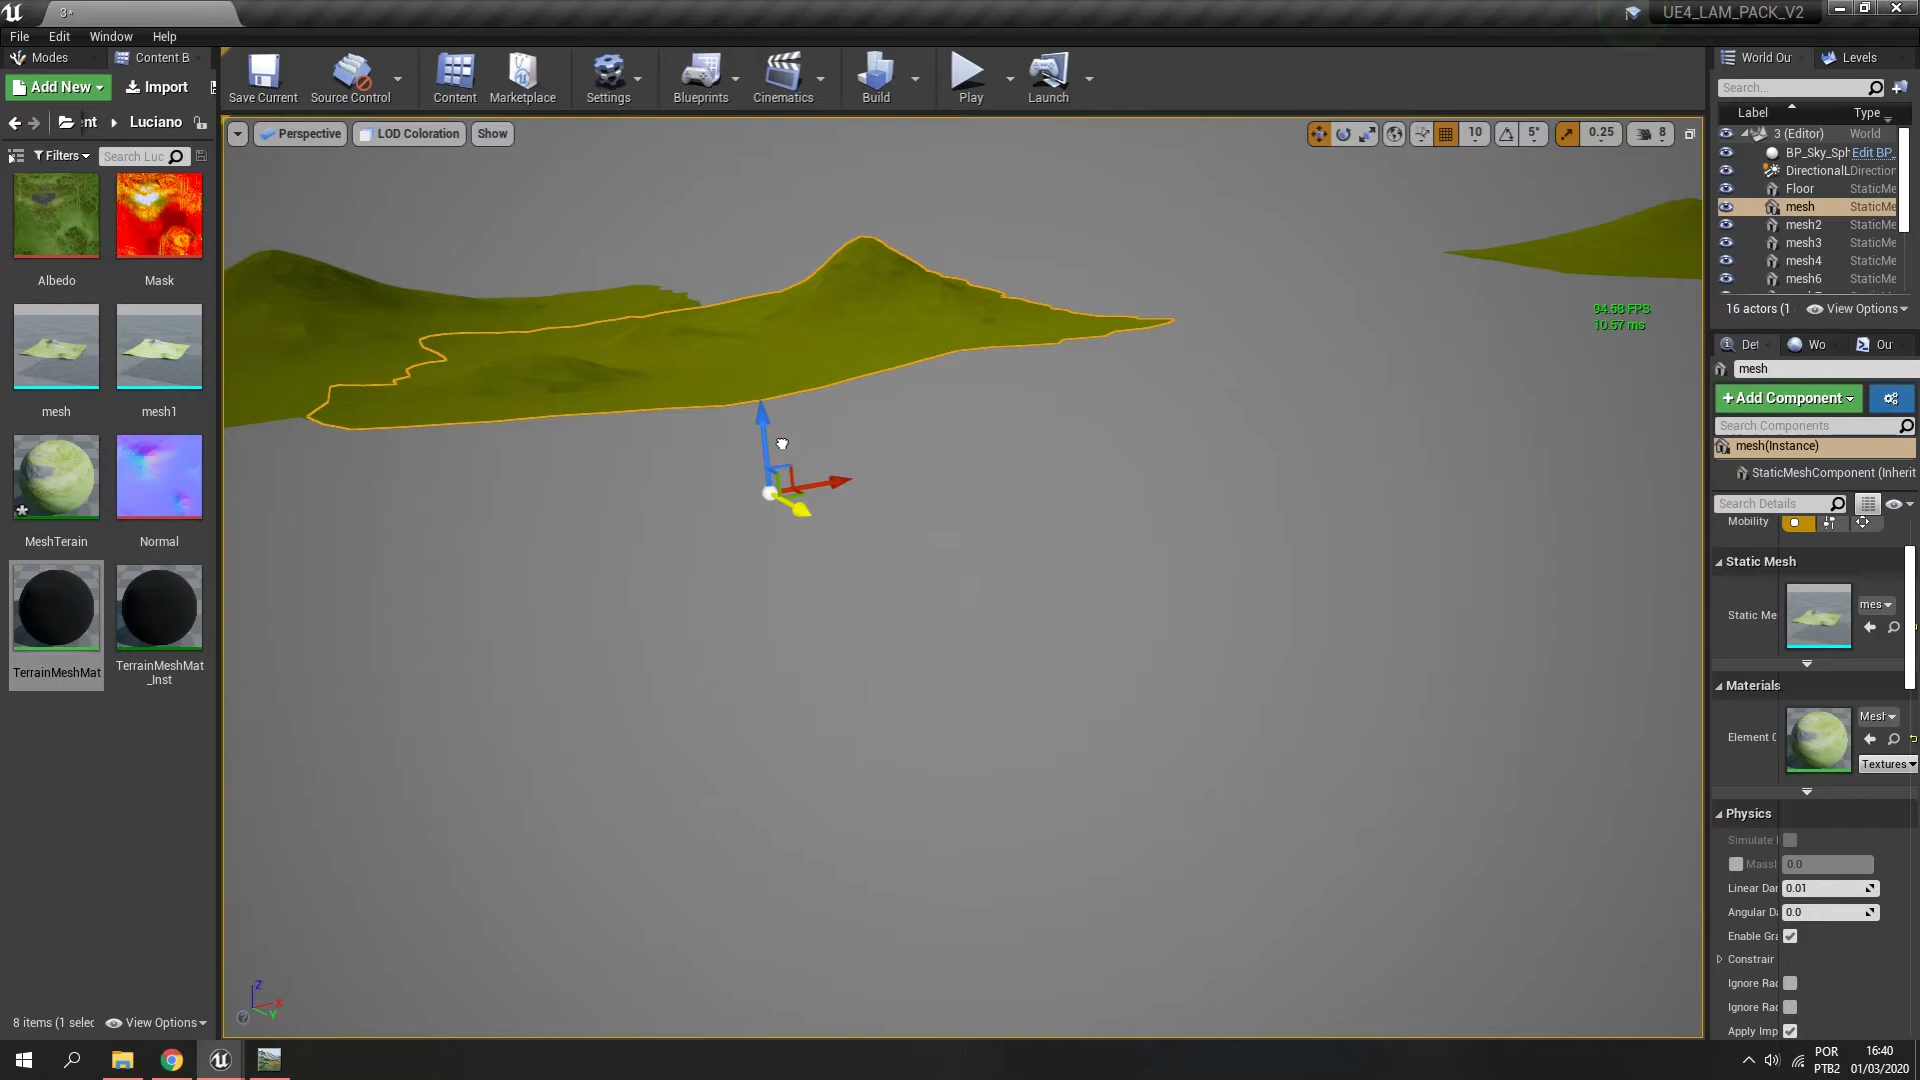 3*
UE4_LAM_PACK_V2
File Edit Window Help
Modes
Content B
World Ou
Levels
Add New
Import
Save Current
Source Control
Content
Marketplace
Settings
Blueprints
Cinematics
Build
Play
Launch
Search...
Label
Type
nt
Luciano
Perspective
LOD Coloration
Show
10
5°
0.25
8
3 (Editor) World
Filters
Search Luc
BP_Sky_Sph Edit BP_
DirectionalL Direction
Floor StaticMe
mesh StaticMe
mesh2 StaticMe
mesh3 StaticMe
mesh4 StaticMe
mesh6 StaticMe
Albedo
Mask
94.58 FPS
10.57 ms
16 actors (1
View Options
Det
Wo
Ou
mesh
mesh
mesh1
Add Component
Search Components
mesh(Instance)
StaticMeshComponent (Inherit
Search Details
Mobility
MeshTerain
Normal
Static Mesh
Static Me
mes
TerrainMeshMat
TerrainMeshMat
_Inst
Materials
Element 0
Mesh
Textures
Physics
Simulate
MassI
0.0
Linear Dar
0.01
Angular Da
0.0
Enable Gra
Constrair
Ignore Rac
Ignore Rac
Apply Imp
Z
X
Y
8 items (1 selec
View Options
POR
PTB2
16:40
01/03/2020